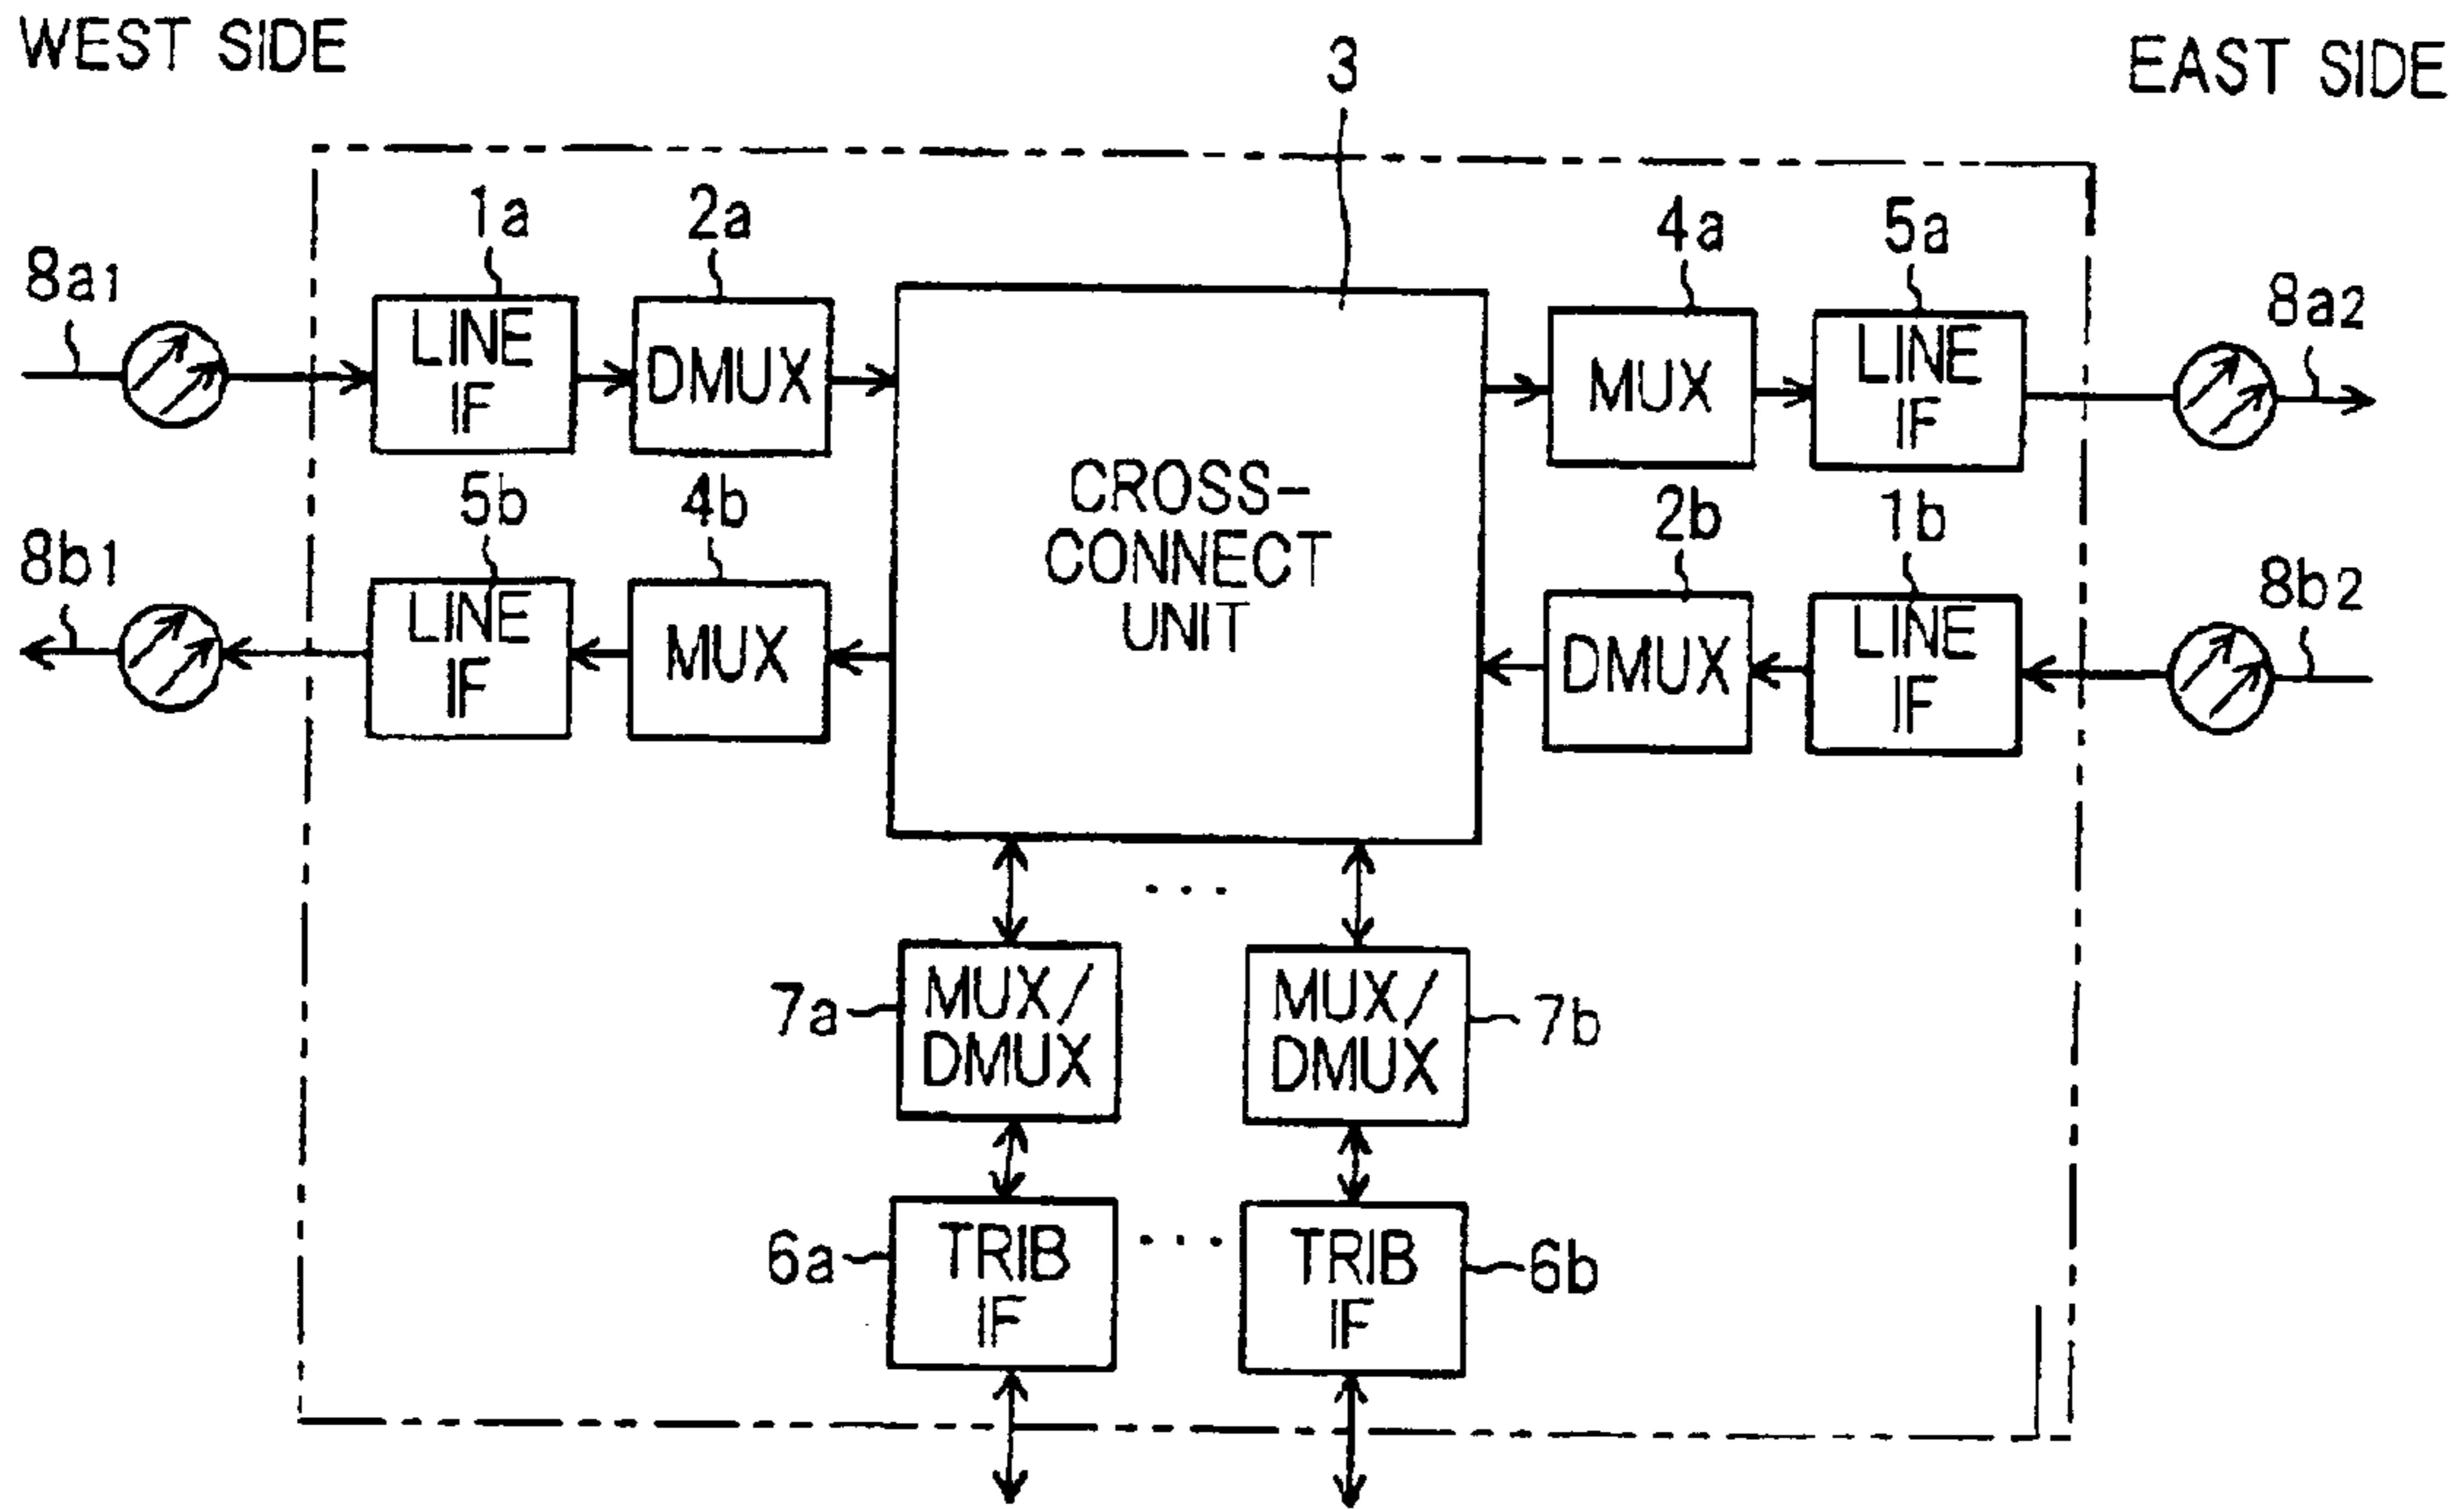 WEST SIDE
EAST SIDE
3
1a
2a
4a
5a
8a1
8a2
LINE
IF
DMUX
MUX
LINE
IF
CROSS-
CONNECT
UNIT
5b
4b
2b
1b
8b1
8b2
LINE
IF
MUX
DMUX
LINE
IF
...
7a
MUX/
DMUX
MUX/
DMUX
7b
6a
TRIB
IF
...
TRIB
IF
6b